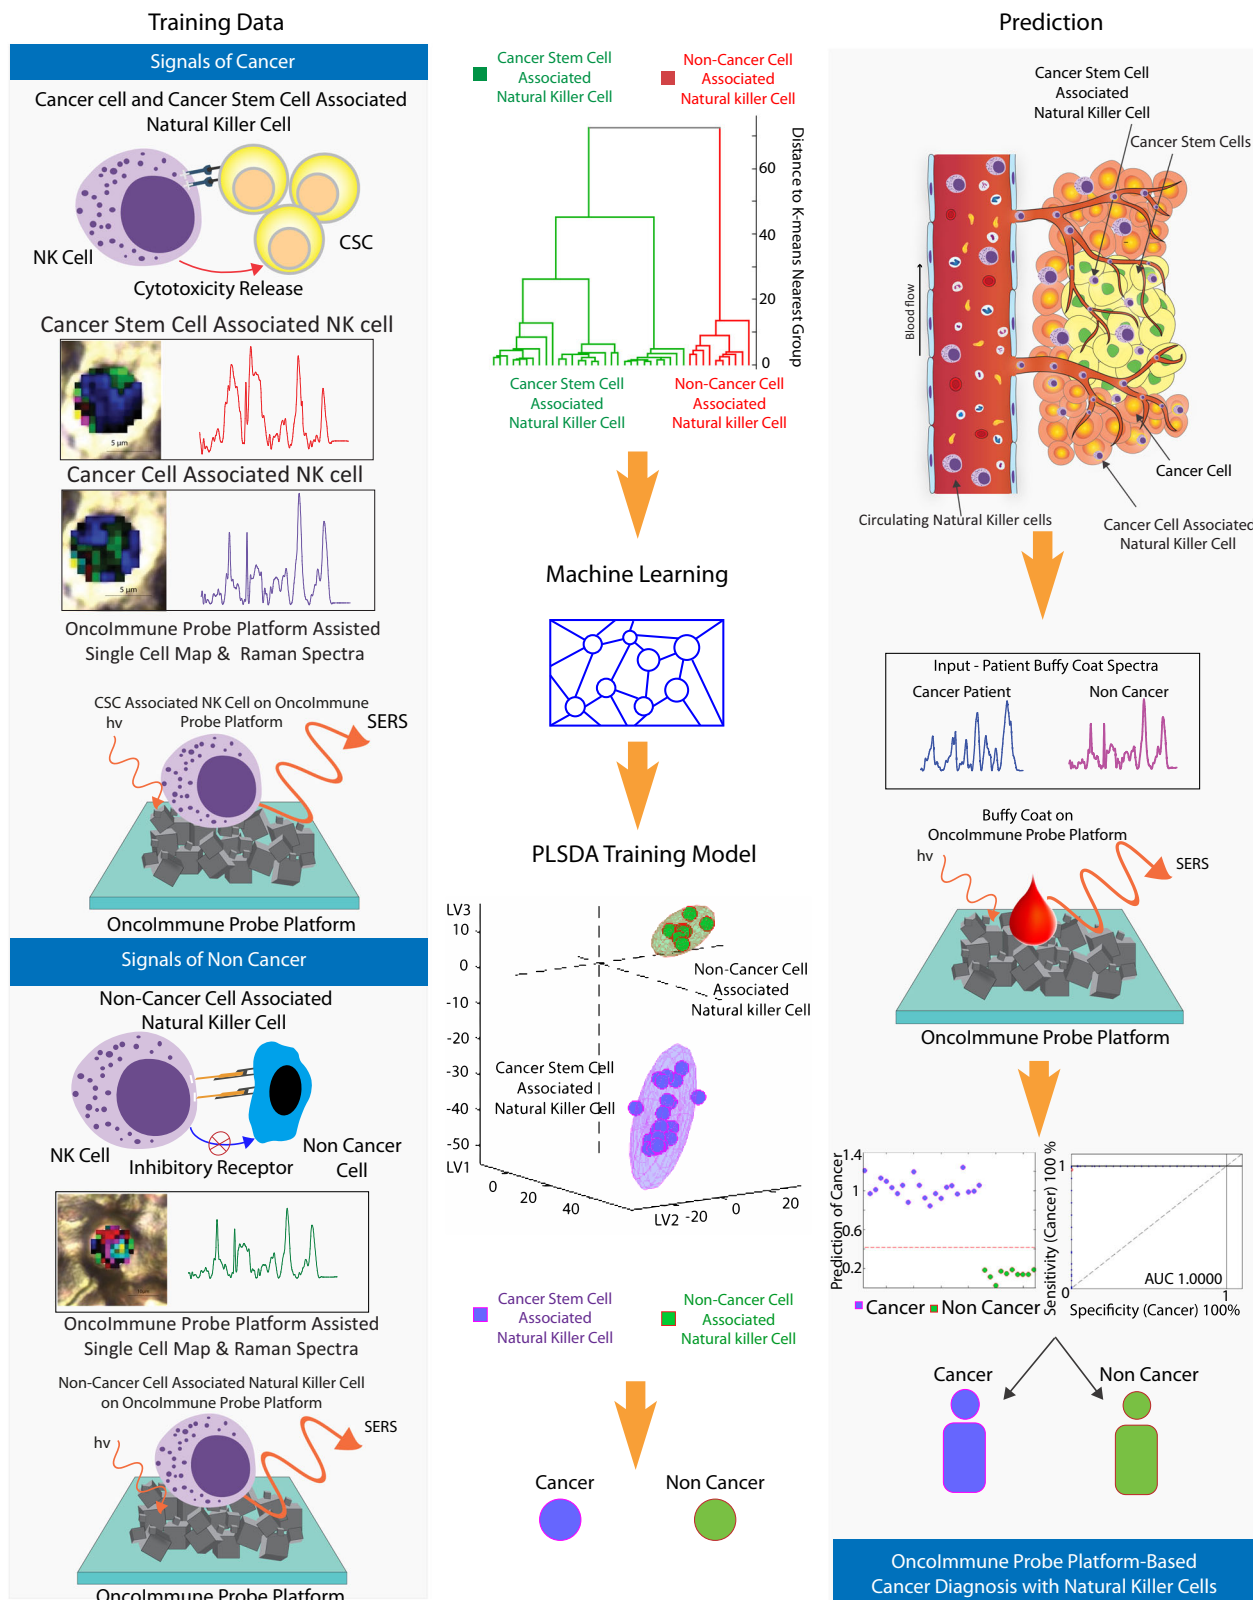 Training Data
Signals of Cancer
Cancer cell and Cancer Stem Cell Associated
Natural Killer Cell
NK Cell
CSC
Cytotoxicity Release
Cancer Stem Cell Associated NK cell
5 µm
Cancer Cell Associated NK cell
5 µm
OncoImmune Probe Platform Assisted
Single Cell Map & Raman Spectra
CSC Associated NK Cell on OncoImmune
Probe Platform
hν
SERS
OncoImmune Probe Platform
Signals of Non Cancer
Non-Cancer Cell Associated
Natural Killer Cell
NK Cell
Inhibitory Receptor
Non Cancer
Cell
OncoImmune Probe Platform Assisted
Single Cell Map & Raman Spectra
Non-Cancer Cell Associated Natural Killer Cell
on OncoImmune Probe Platform
hν
SERS
OncoImmune Probe Platform
Cancer Stem Cell
Associated
Natural Killer Cell
Non-Cancer Cell
Associated
Natural killer Cell
60
40
20
0
Distance to K-means Nearest Group
Cancer Stem Cell
Associated
Natural Killer Cell
Non-Cancer Cell
Associated
Natural killer Cell
Machine Learning
PLSDA Training Model
LV3
10
0
-10
-20
-30
-40
-50
LV1
0
20
40
LV2
-20
0
20
Non-Cancer Cell
Associated
Natural killer Cell
Cancer Stem Cell
Associated
Natural Killer Cell
Cancer Stem Cell
Associated
Natural Killer Cell
Non-Cancer Cell
Associated
Natural killer Cell
Cancer
Non Cancer
Prediction
Cancer Stem Cell
Associated
Natural Killer Cell
Cancer Stem Cells
Blood flow
Cancer Cell
Circulating Natural Killer cells
Cancer Cell Associated
Natural Killer Cell
Input - Patient Buffy Coat Spectra
Cancer Patient
Non Cancer
Buffy Coat on
OncoImmune Probe Platform
hν
SERS
OncoImmune Probe Platform
Prediction of Cancer
1.4
1
0.6
0.2
Cancer
Non Cancer
Sensitivity (Cancer) 100 %
1
0
AUC 1.0000
1
Specificity (Cancer) 100%
Cancer
Non Cancer
OncoImmune Probe Platform-Based
Cancer Diagnosis with Natural Killer Cells